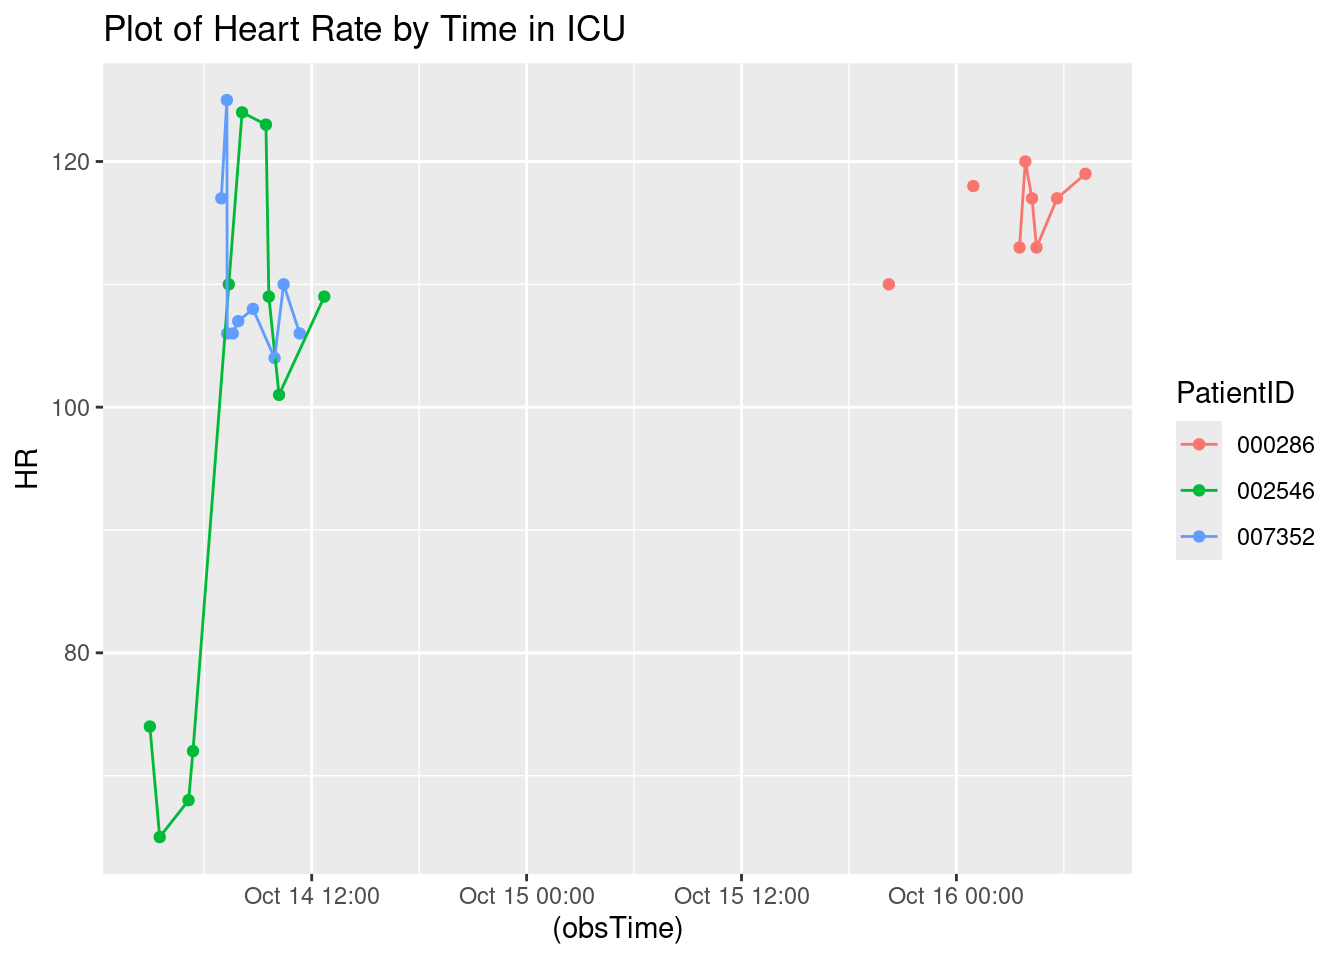 Plot of Heart Rate by Time in ICU
120
100
80
HR
Oct 14 12:00
Oct 15 00:00
Oct 15 12:00
Oct 16 00:00
(obsTime)
PatientID
000286
002546
007352